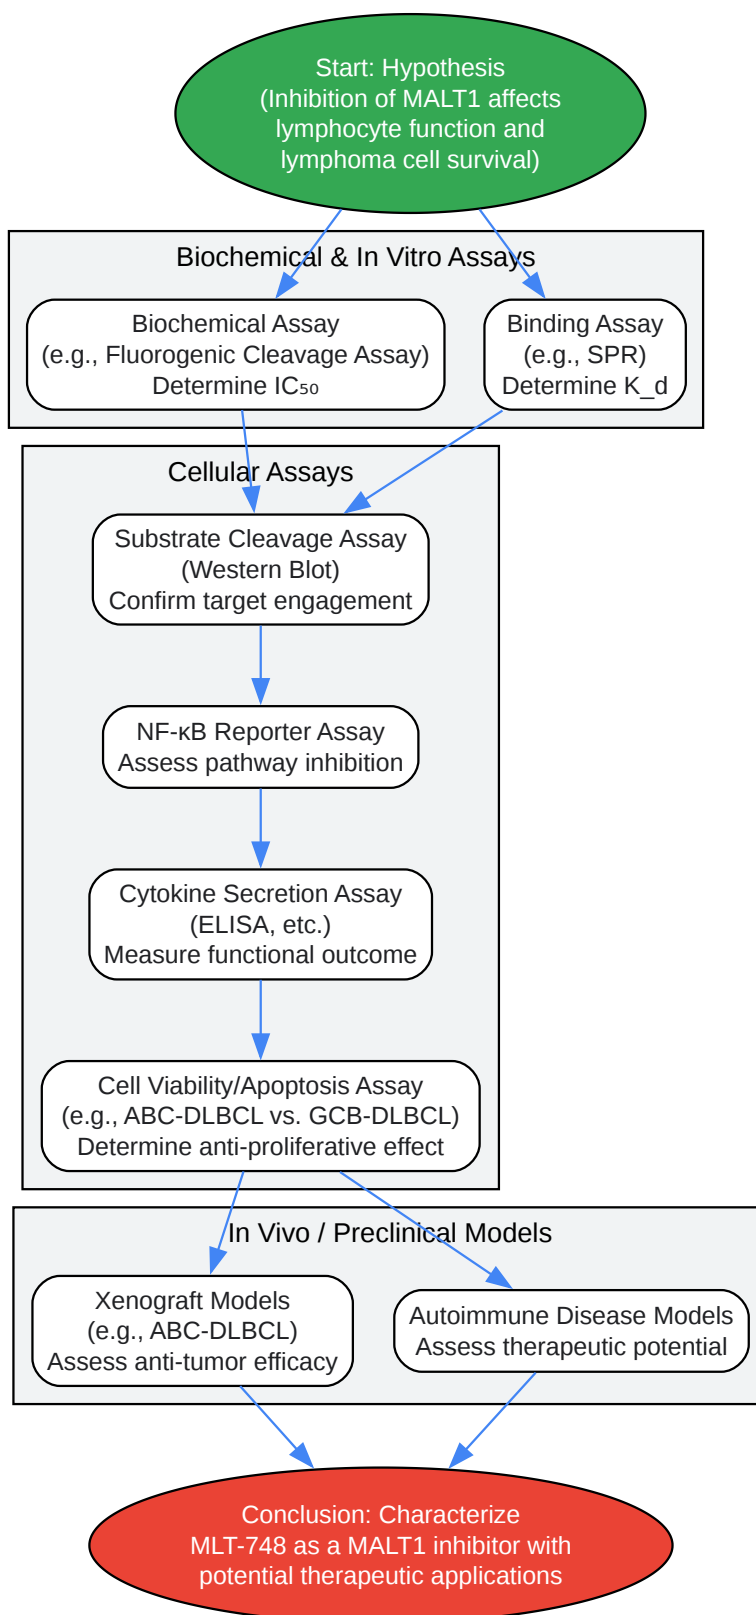 Start: Hypothesis
(Inhibition of MALT1 affects
lymphocyte function and
lymphoma cell survival)
Biochemical & In Vitro Assays
Biochemical Assay
(e.g., Fluorogenic Cleavage Assay)
Determine IC₅₀
Binding Assay
(e.g., SPR)
Determine K_d
Cellular Assays
Substrate Cleavage Assay
(Western Blot)
Confirm target engagement
NF-κB Reporter Assay
Assess pathway inhibition
Cytokine Secretion Assay
(ELISA, etc.)
Measure functional outcome
Cell Viability/Apoptosis Assay
(e.g., ABC-DLBCL vs. GCB-DLBCL)
Determine anti-proliferative effect
In Vivo / Preclinical Models
Xenograft Models
(e.g., ABC-DLBCL)
Assess anti-tumor efficacy
Autoimmune Disease Models
Assess therapeutic potential
Conclusion: Characterize
MLT-748 as a MALT1 inhibitor with
potential therapeutic applications